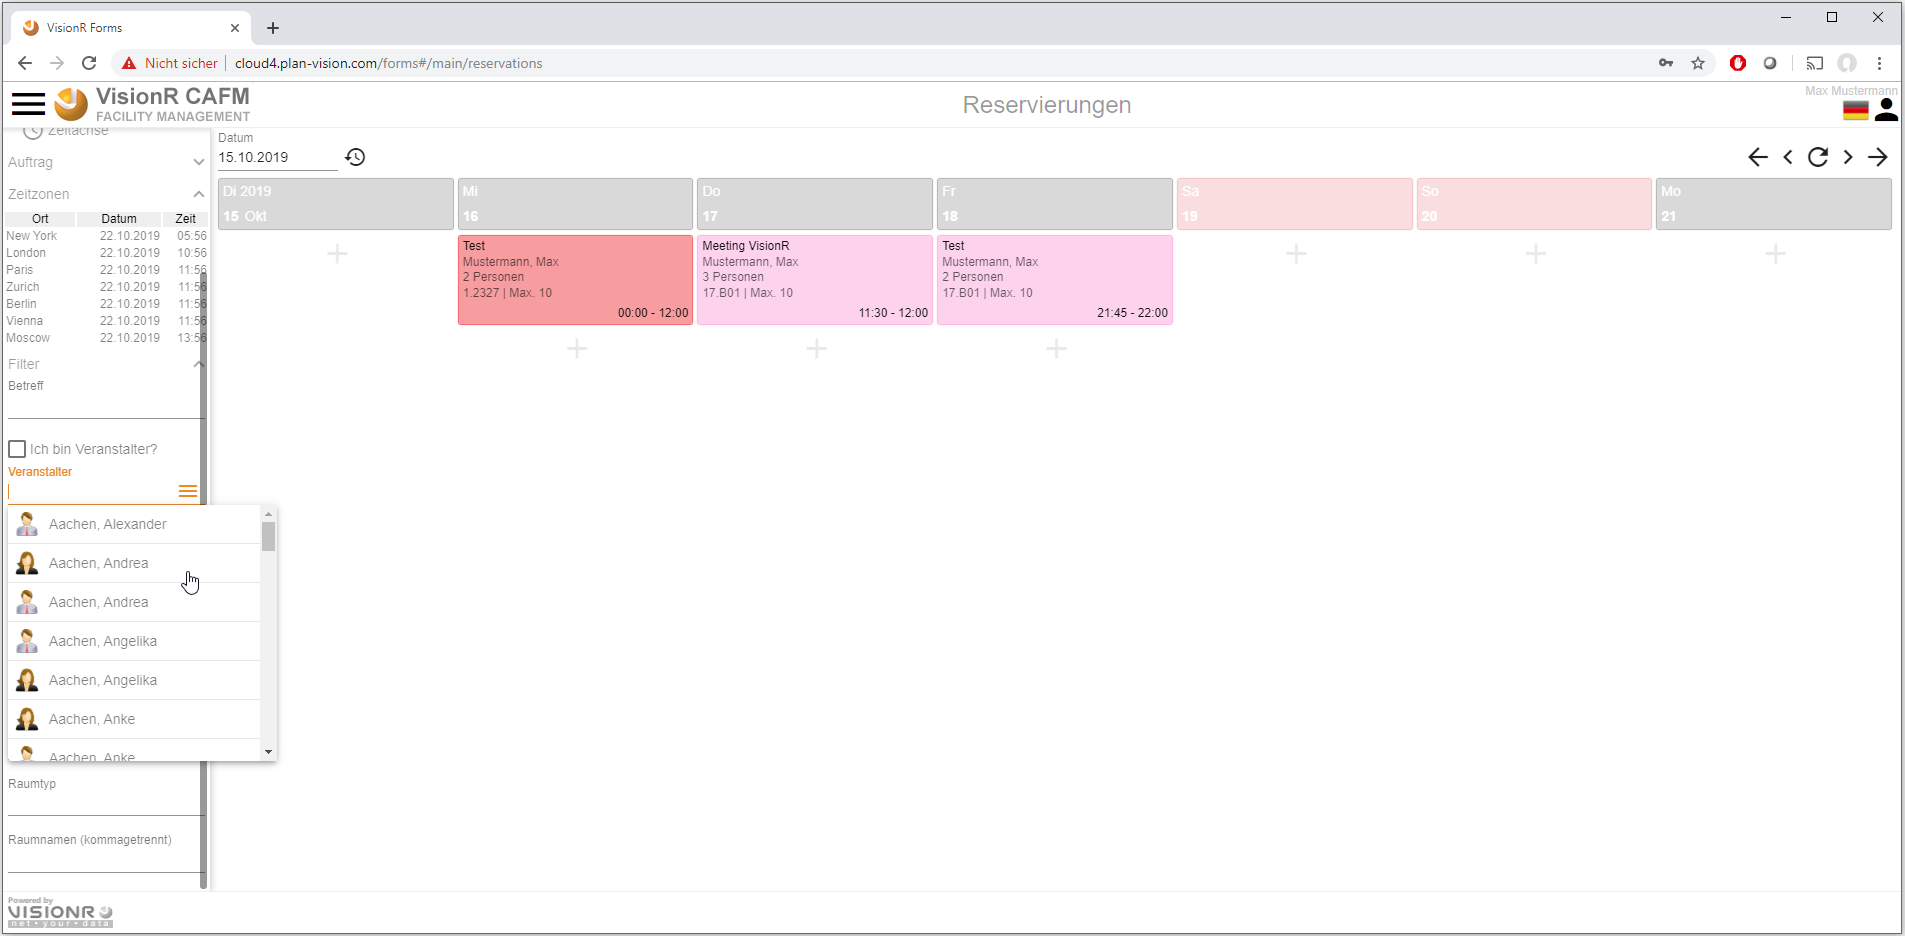 VisionR Forms
Nicht sicher
cloud4.plan-vision.com/forms#/main/reservations
VisionR CAFM
FACILITY MANAGEMENT
Reservierungen
Max Mustermann
Zeitachse
Auftrag
Zeitzonen
Ort Datum Zeit
New York 22.10.2019 05:56
London 22.10.2019 10:56
Paris 22.10.2019 11:56
Zurich 22.10.2019 11:56
Berlin 22.10.2019 11:56
Vienna 22.10.2019 11:56
Moscow 22.10.2019 13:56
Filter
Betreff
Ich bin Veranstalter?
Veranstalter
Aachen, Alexander
Aachen, Andrea
Aachen, Andrea
Aachen, Angelika
Aachen, Angelika
Aachen, Anke
Aachen, Anke
Raumtyp
Raumnamen (kommagetrennt)
Powered by
VISIONR
net • your • data
Datum
15.10.2019
Di 2019
15 Okt
Mi
16
Do
17
Fr
18
Sa
19
So
20
Mo
21
Test
Mustermann, Max
2 Personen
1.2327 | Max. 10
00:00 - 12:00
Meeting VisionR
Mustermann, Max
3 Personen
17.B01 | Max. 10
11:30 - 12:00
Test
Mustermann, Max
2 Personen
17.B01 | Max. 10
21:45 - 22:00